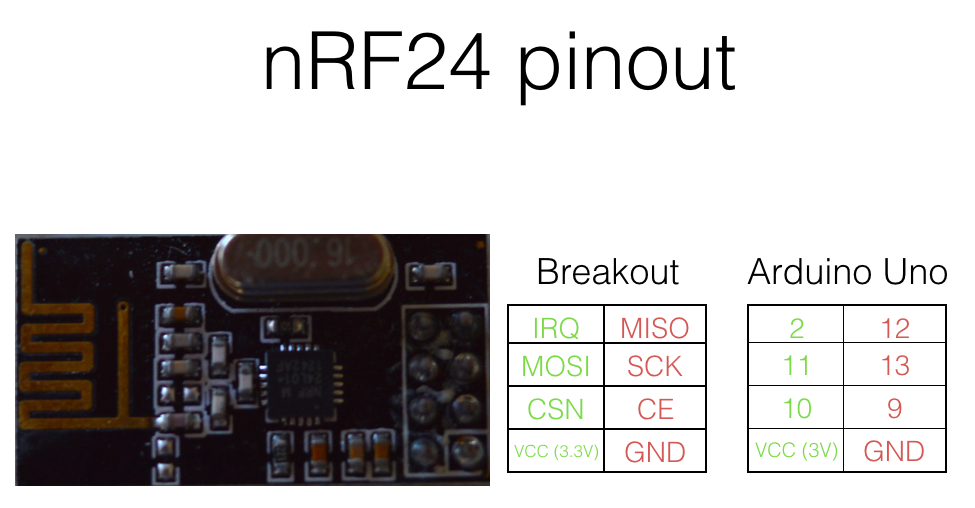 nRF24 pinout
16.000
Breakout
IRQ MISO
MOSI SCK
CSN CE
VCC (3.3V) GND
Arduino Uno
2 12
11 13
10 9
VCC (3V) GND